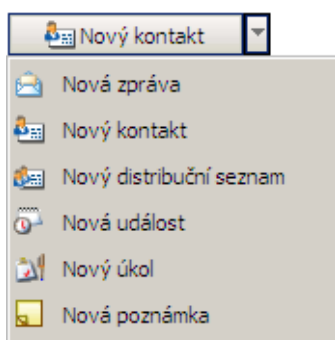 Nový kontakt
Nová zpráva
Nový kontakt
Nový distribuční seznam
Nová událost
Nový úkol
Nová poznámka